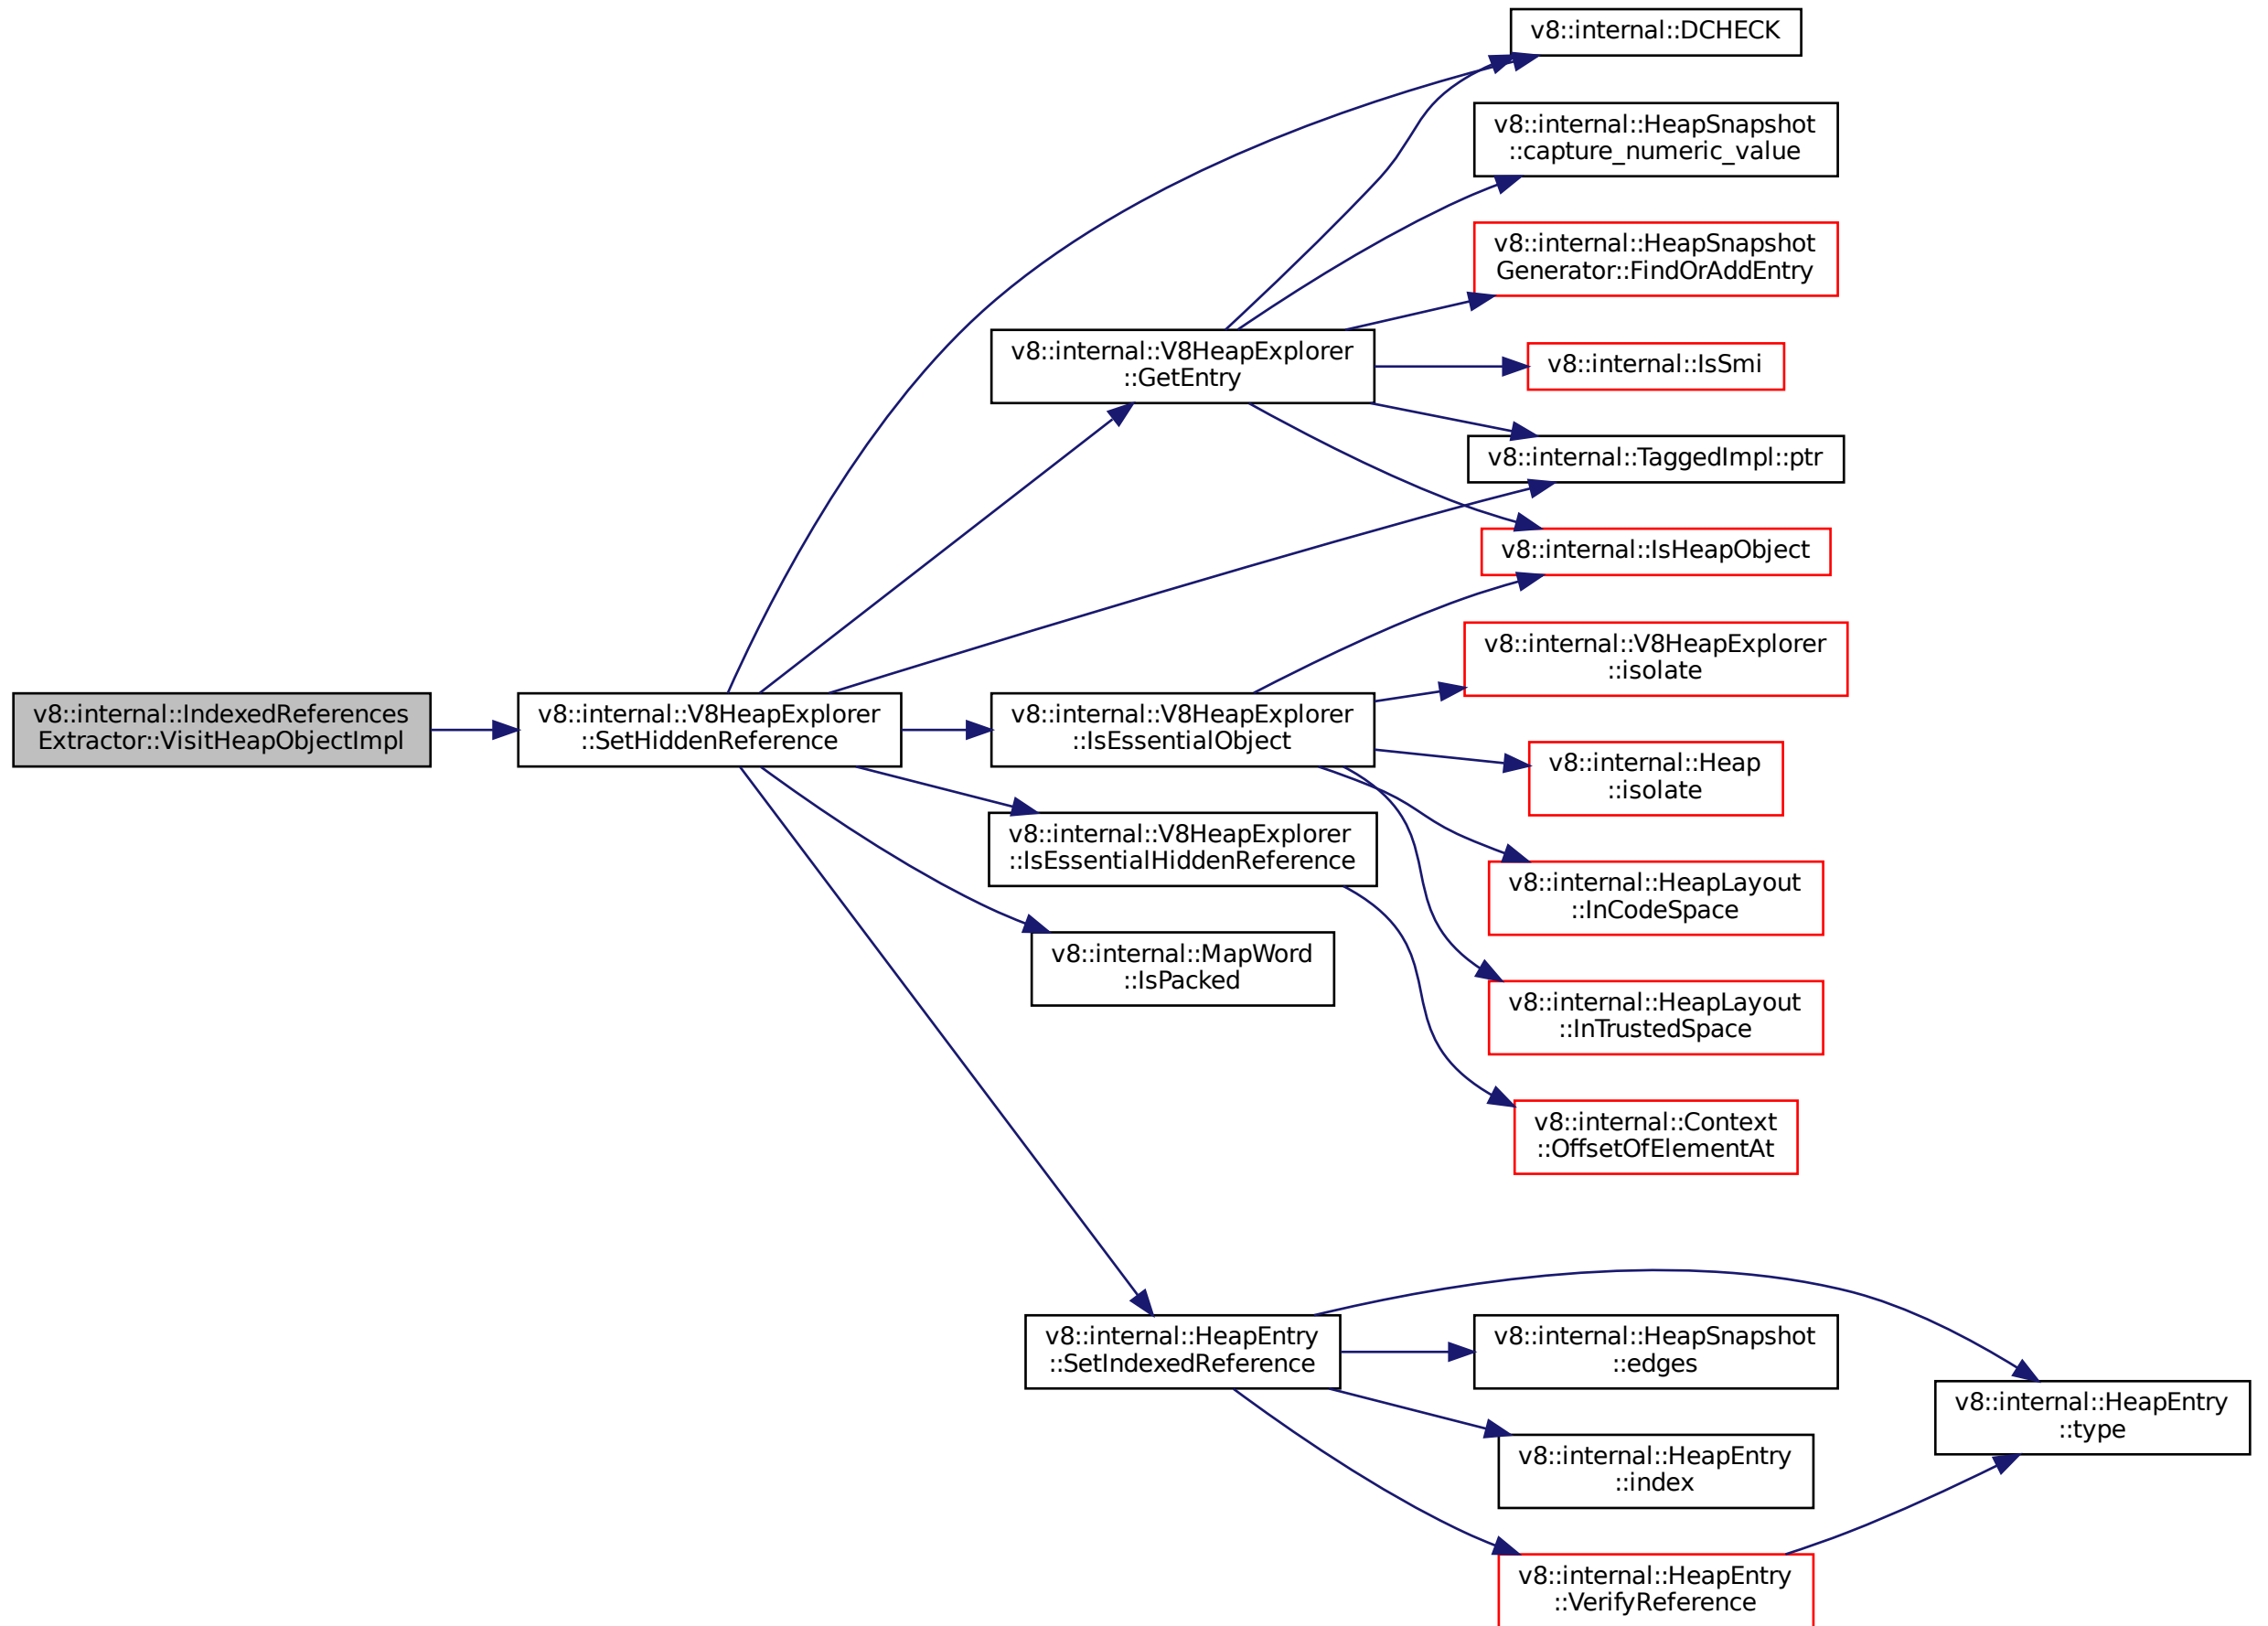 v8::internal::DCHECK
v8::internal::HeapSnapshot
::capture_numeric_value
v8::internal::HeapSnapshot
Generator::FindOrAddEntry
v8::internal::V8HeapExplorer
::GetEntry
v8::internal::IsSmi
v8::internal::TaggedImpl::ptr
v8::internal::IsHeapObject
v8::internal::V8HeapExplorer
::isolate
v8::internal::IndexedReferences
Extractor::VisitHeapObjectImpl
v8::internal::V8HeapExplorer
::SetHiddenReference
v8::internal::V8HeapExplorer
::IsEssentialObject
v8::internal::Heap
::isolate
v8::internal::V8HeapExplorer
::IsEssentialHiddenReference
v8::internal::HeapLayout
::InCodeSpace
v8::internal::MapWord
::IsPacked
v8::internal::HeapLayout
::InTrustedSpace
v8::internal::Context
::OffsetOfElementAt
v8::internal::HeapEntry
::SetIndexedReference
v8::internal::HeapSnapshot
::edges
v8::internal::HeapEntry
::type
v8::internal::HeapEntry
::index
v8::internal::HeapEntry
::VerifyReference